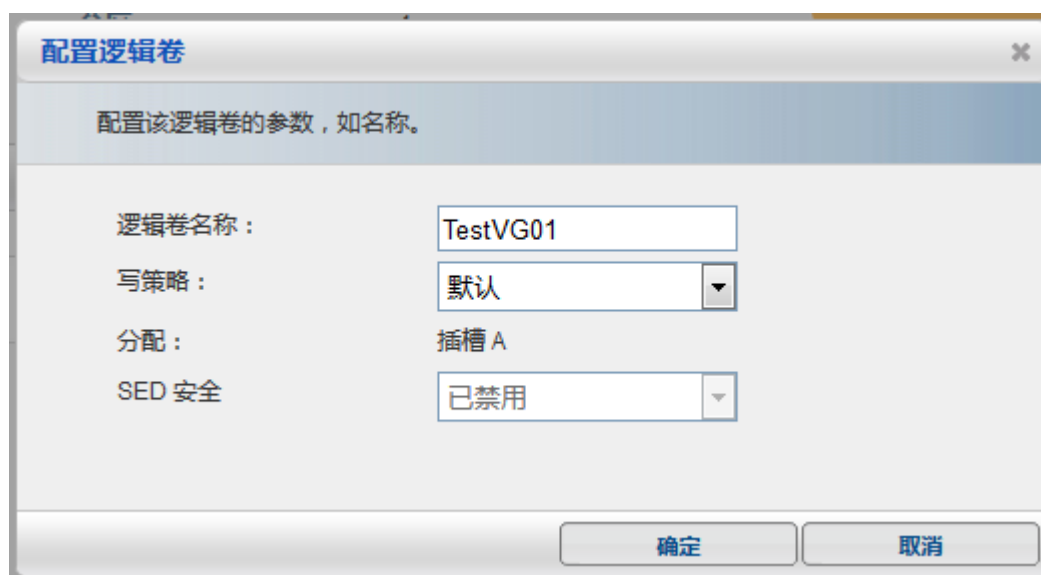 配置逻辑卷
配置该逻辑卷的参数，如名称。
逻辑卷名称： TestVG01
写策略： 默认
分配： 插槽 A
SED 安全 已禁用
确定 取消